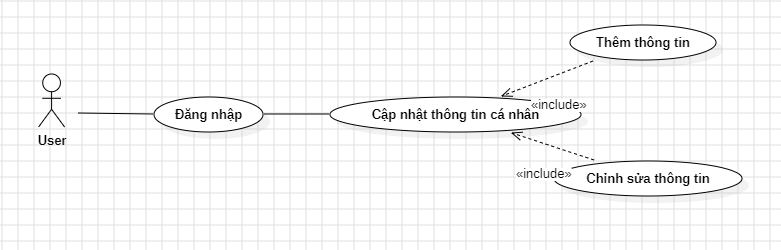 Thêm thông tin
«include»
Đăng nhập
Cập nhật thông tin cá nhân
User
«include»
Chỉnh sửa thông tin